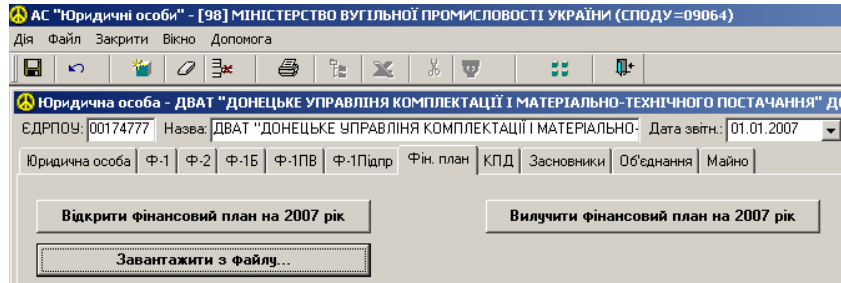 АС "Юридичні особи" - [98] МІНІСТЕРСТВО ВУГІЛЬНОЇ ПРОМИСЛОВОСТІ УКРАЇНИ (СПОДУ=09064)
Дія Файл Закрити Вікно Допомога
Юридична особа - ДВАТ "ДОНЕЦЬКЕ УПРАВЛІНЯ КОМПЛЕКТАЦІЇ І МАТЕРІАЛЬНО-ТЕХНІЧНОГО ПОСТАЧАННЯ" Д
ЄДРПОУ: 00174777 Назва: ДВАТ "ДОНЕЦЬКЕ УПРАВЛІНЯ КОМПЛЕКТАЦІЇ І МАТЕРІАЛЬНО- Дата звітн.: 01.01.2007
Юридична особа Ф-1 Ф-2 Ф-1Б Ф-1ПВ Ф-1Підпр Фін. план КПД Засновники Об'єднання Майно
Відкрити фінансовий план на 2007 рік Вилучити фінансовий план на 2007 рік
Завантажити з файлу...